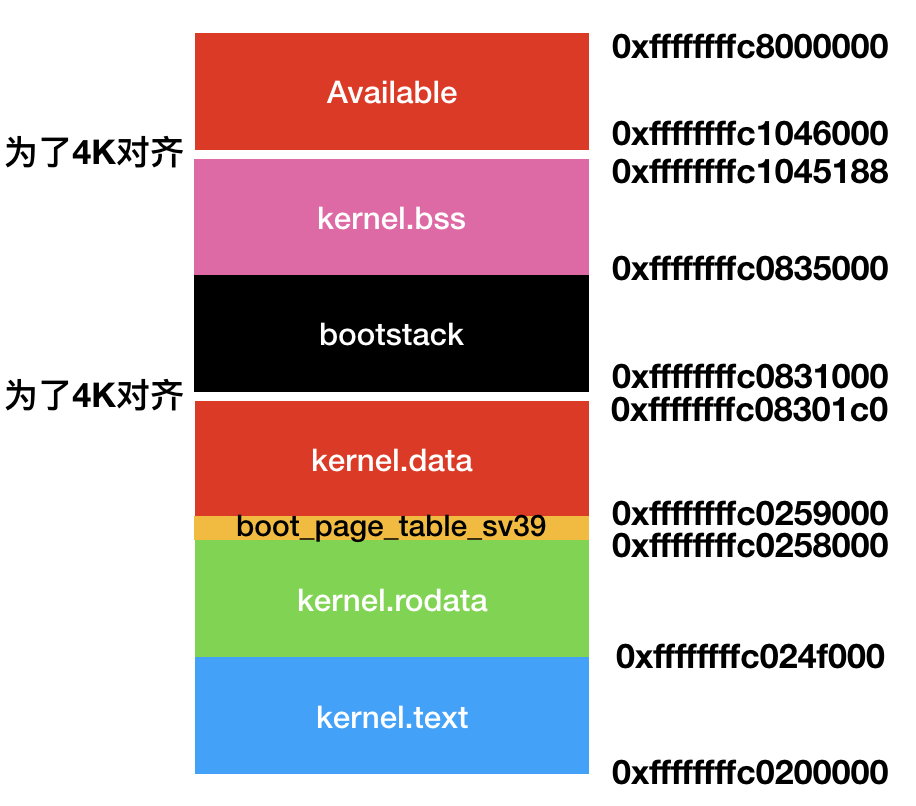 0xffffffffc8000000
Available
0xffffffffc1046000
为了4K对齐
0xffffffffc1045188
kernel.bss
0xffffffffc0835000
bootstack
0xffffffffc0831000
为了4K对齐
0xffffffffc08301c0
kernel.data
0xffffffffc0259000
boot_page_table_sv39
0xffffffffc0258000
kernel.rodata
0xffffffffc024f000
kernel.text
0xffffffffc0200000